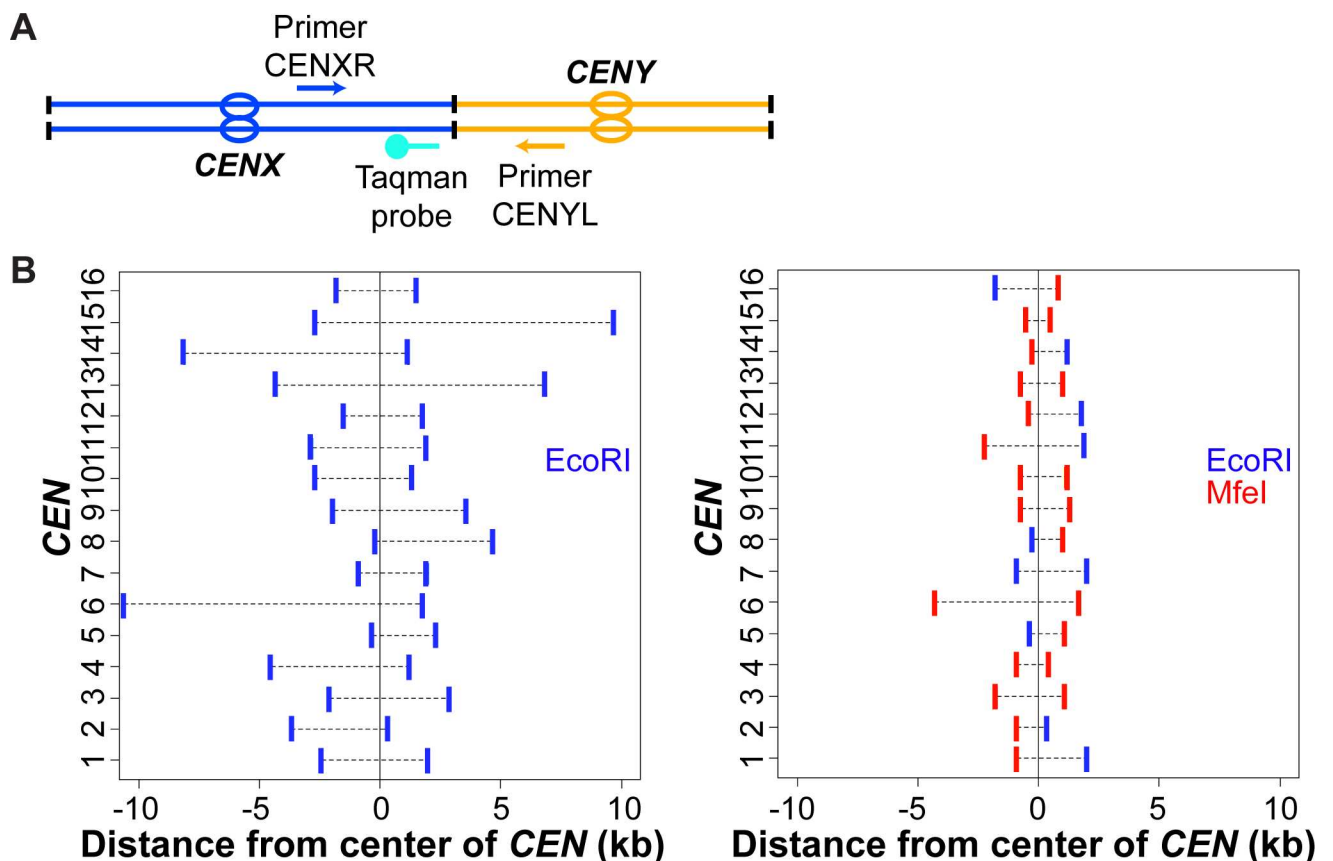 A
Primer
CENXR
CENY
CENX
Taqman
probe
Primer
CENYL
B
CEN
16
15
14
13
12
11
10
9
8
7
6
5
4
3
2
1
EcoRI
-10 -5 0 5 10
Distance from center of CEN (kb)
CEN
16
15
14
13
12
11
10
9
8
7
6
5
4
3
2
1
EcoRI
MfeI
-10 -5 0 5 10
Distance from center of CEN (kb)